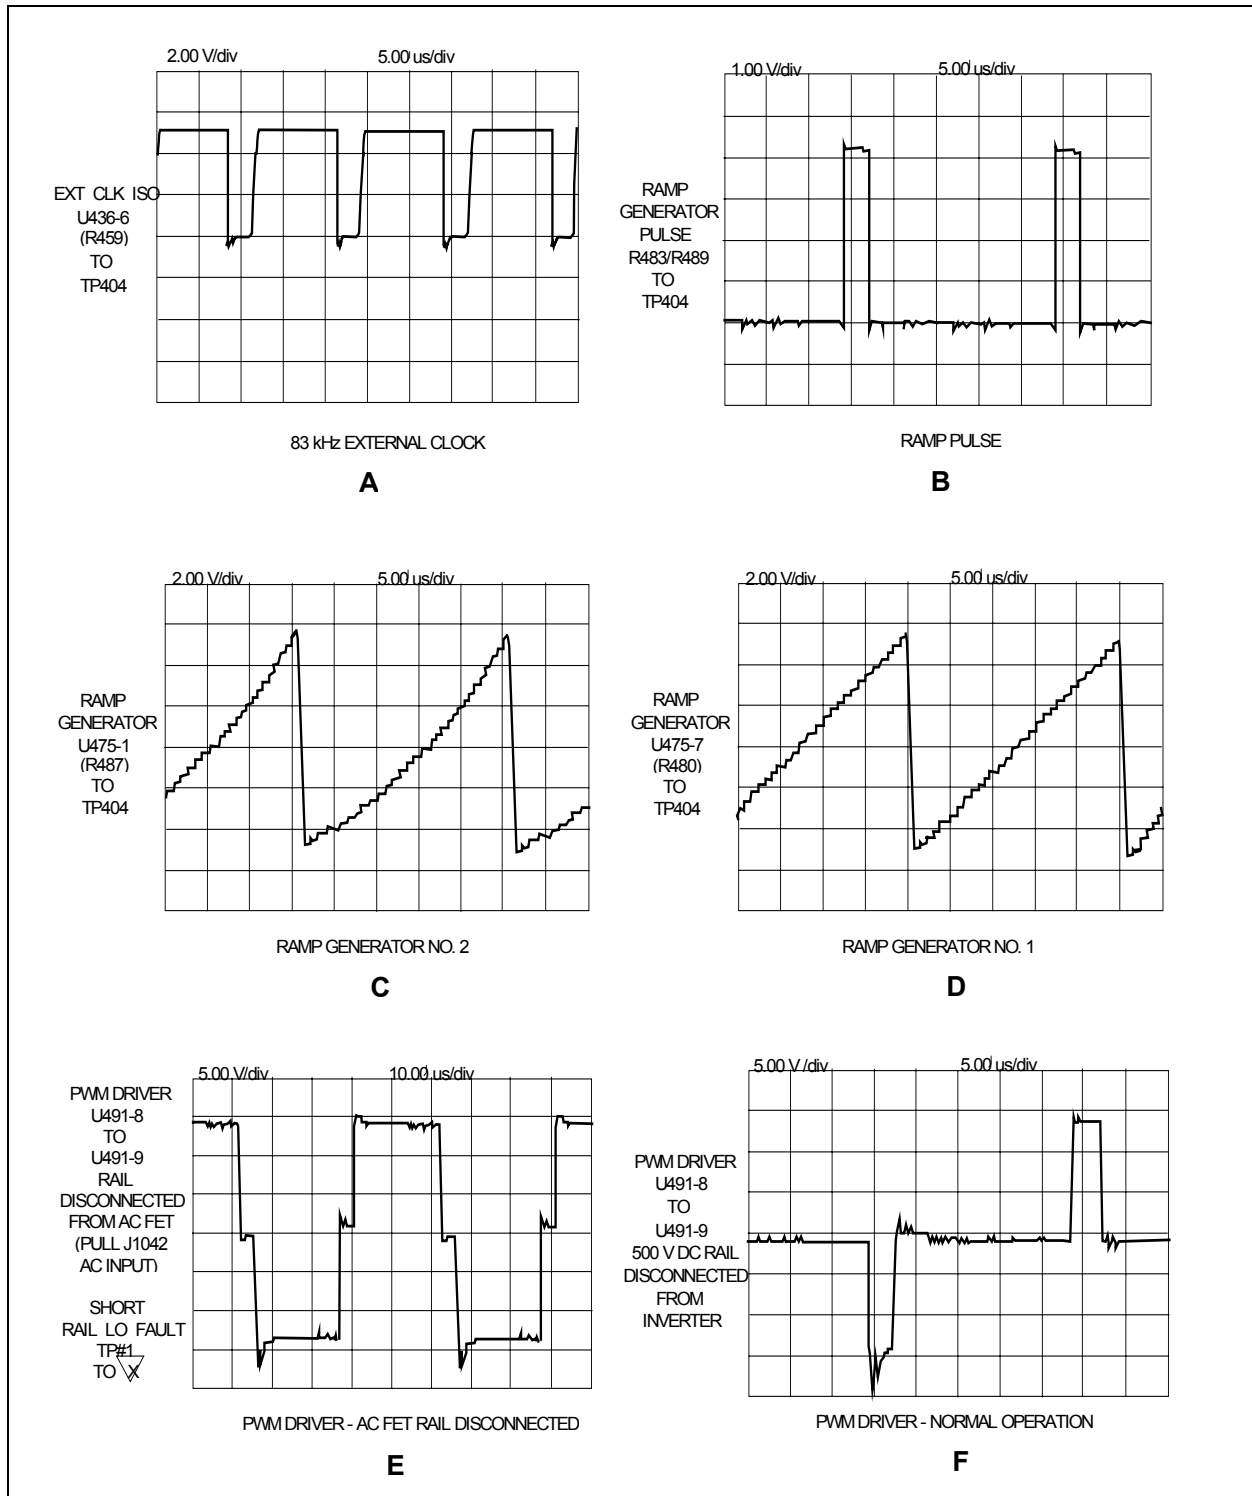 2.00 V/div 5.00 us/div
EXT CLK ISO
U436-6
(R459)
TO
TP404
83 kHz EXTERNAL CLOCK
A
1.00 V/div 5.00 us/div
RAMP
GENERATOR
PULSE
R483/R489
TO
TP404
RAMP PULSE
B
2.00 V/div 5.00 us/div
RAMP
GENERATOR
U475-1
(R487)
TO
TP404
RAMP GENERATOR NO. 2
C
2.00 V/div 5.00 us/div
RAMP
GENERATOR
U475-7
(R480)
TO
TP404
RAMP GENERATOR NO. 1
D
5.00 V/div 10.00 us/div
PWM DRIVER
U491-8
TO
U491-9
RAIL
DISCONNECTED
FROM AC FET
(PULL J1042
AC INPUT)
SHORT
RAIL LO FAULT
TP#1
TO X
PWM DRIVER - AC FET RAIL DISCONNECTED
E
5.00 V /div 5.00 us/div
PWM DRIVER
U491-8
TO
U491-9
500 V DC RAIL
DISCONNECTED
FROM
INVERTER
PWM DRIVER - NORMAL OPERATION
F